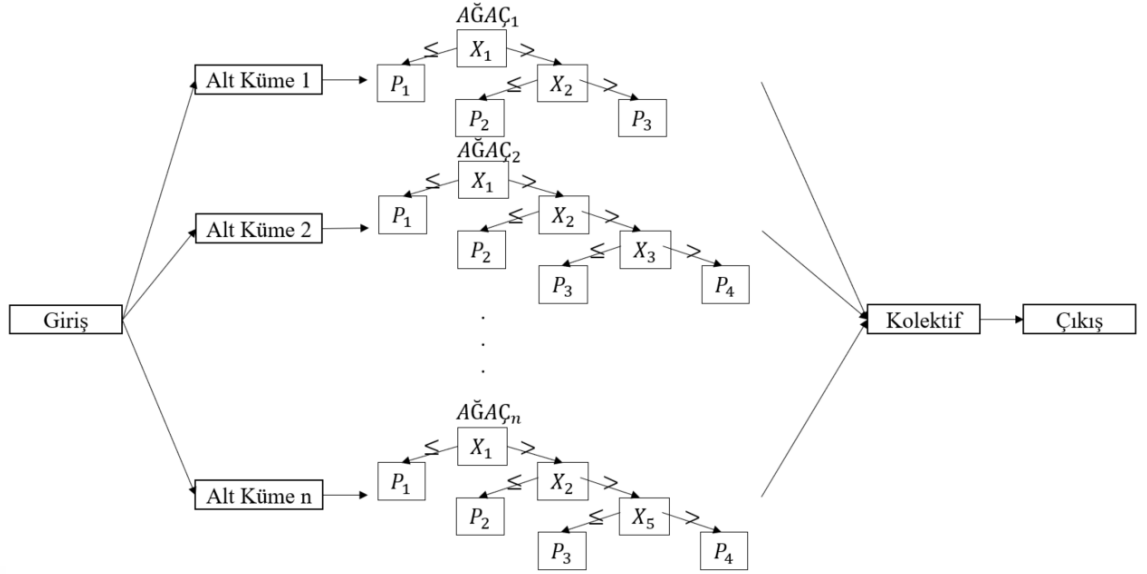 AĞAÇ₁
≤ X₁ >
Alt Küme 1 P₁ ≤ X₂ >
P₂ P₃
AĞAÇ₂
≤ X₁ >
Alt Küme 2 P₁ ≤ X₂ >
P₂ ≤ X₃ >
P₃ P₄
Giriş Kolektif Çıkış
.
.
.
AĞAÇₙ
≤ X₁ >
Alt Küme n P₁ ≤ X₂ >
P₂ ≤ X₅ >
P₃ P₄